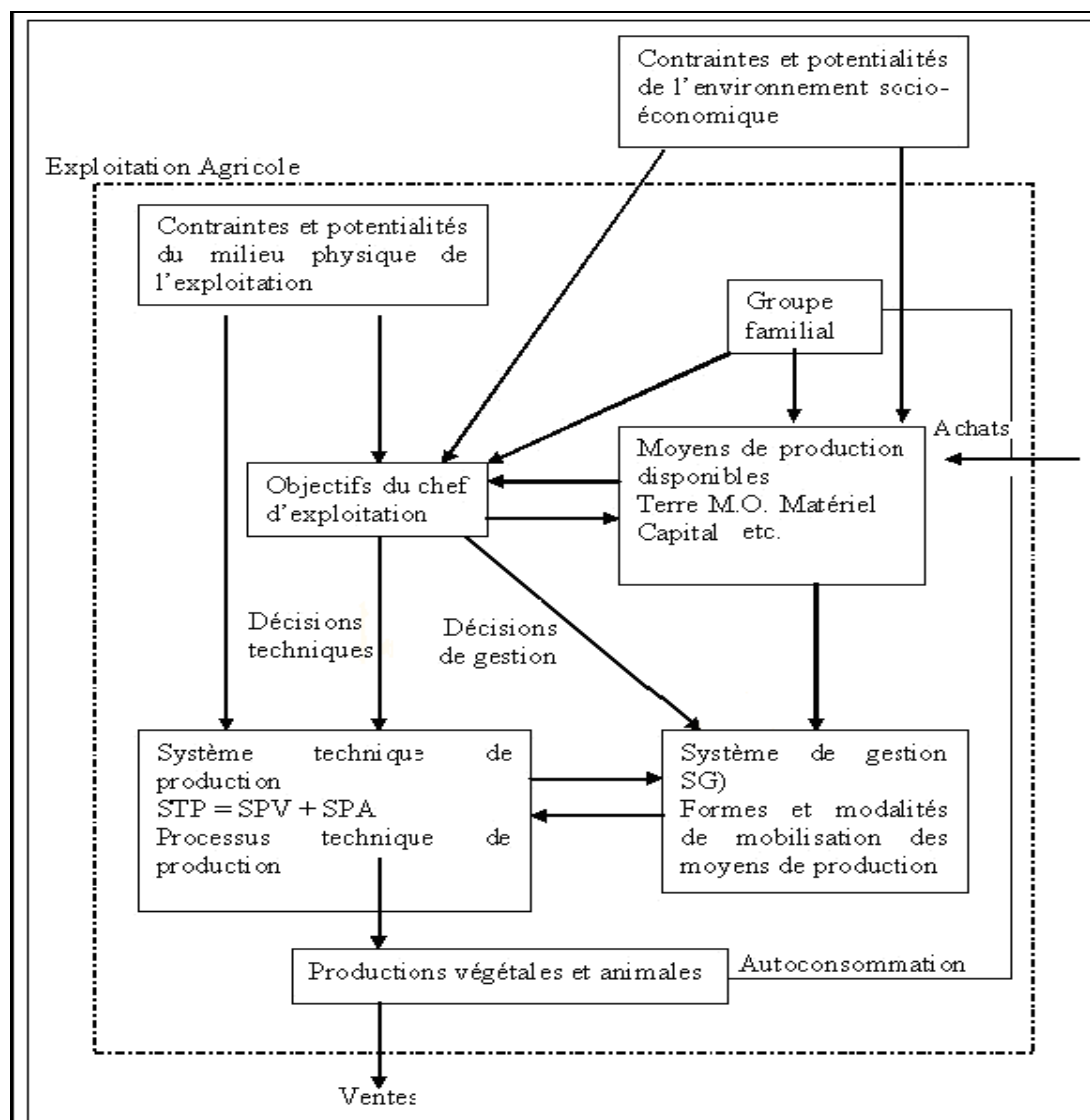 Contraintes et potentialités
de l'environnement socio-
économique
Exploitation Agricole
Contraintes et potentialités
du milieu physique de
l'exploitation
Groupe
familial
Achats
Moyens de production
disponibles
Terre M.O. Matériel
Capital etc.
Objectifs du chef
d'exploitation
Décisions
techniques
Décisions
de gestion
Système technique de
production
STP = SPV + SPA
Processus technique de
production
Système de gestion
SG)
Formes et modalités
de mobilisation des
moyens de production
Productions végétales et animales
Autoconsommation
Ventes